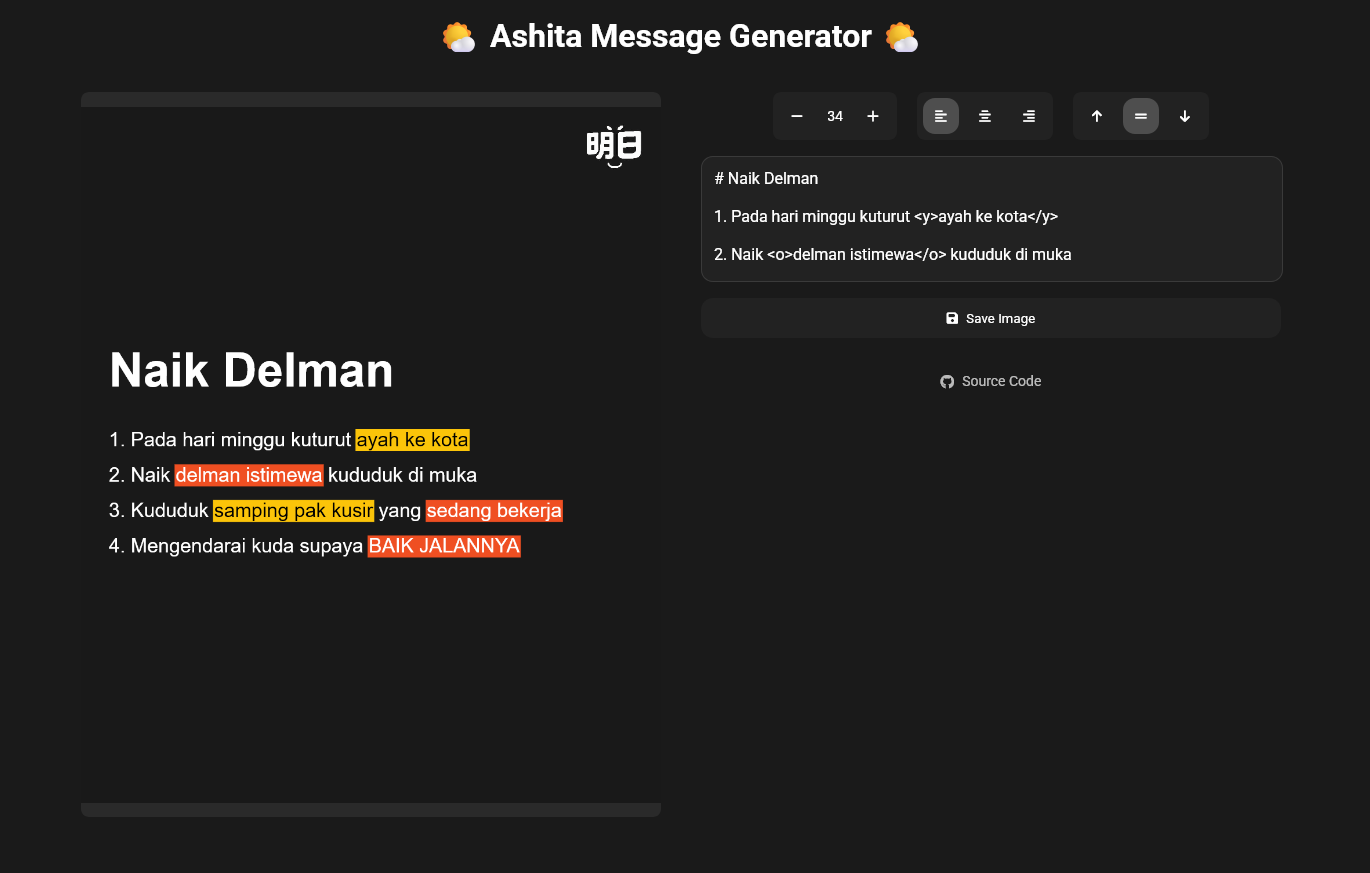 Ashita Message Generator
明日
Naik Delman
1. Pada hari minggu kuturut ayah ke kota
2. Naik delman istimewa kududuk di muka
3. Kududuk samping pak kusir yang sedang bekerja
4. Mengendarai kuda supaya BAIK JALANNYA
34
# Naik Delman
1. Pada hari minggu kuturut <y>ayah ke kota</y>
2. Naik <o>delman istimewa</o> kududuk di muka
Save Image
Source Code